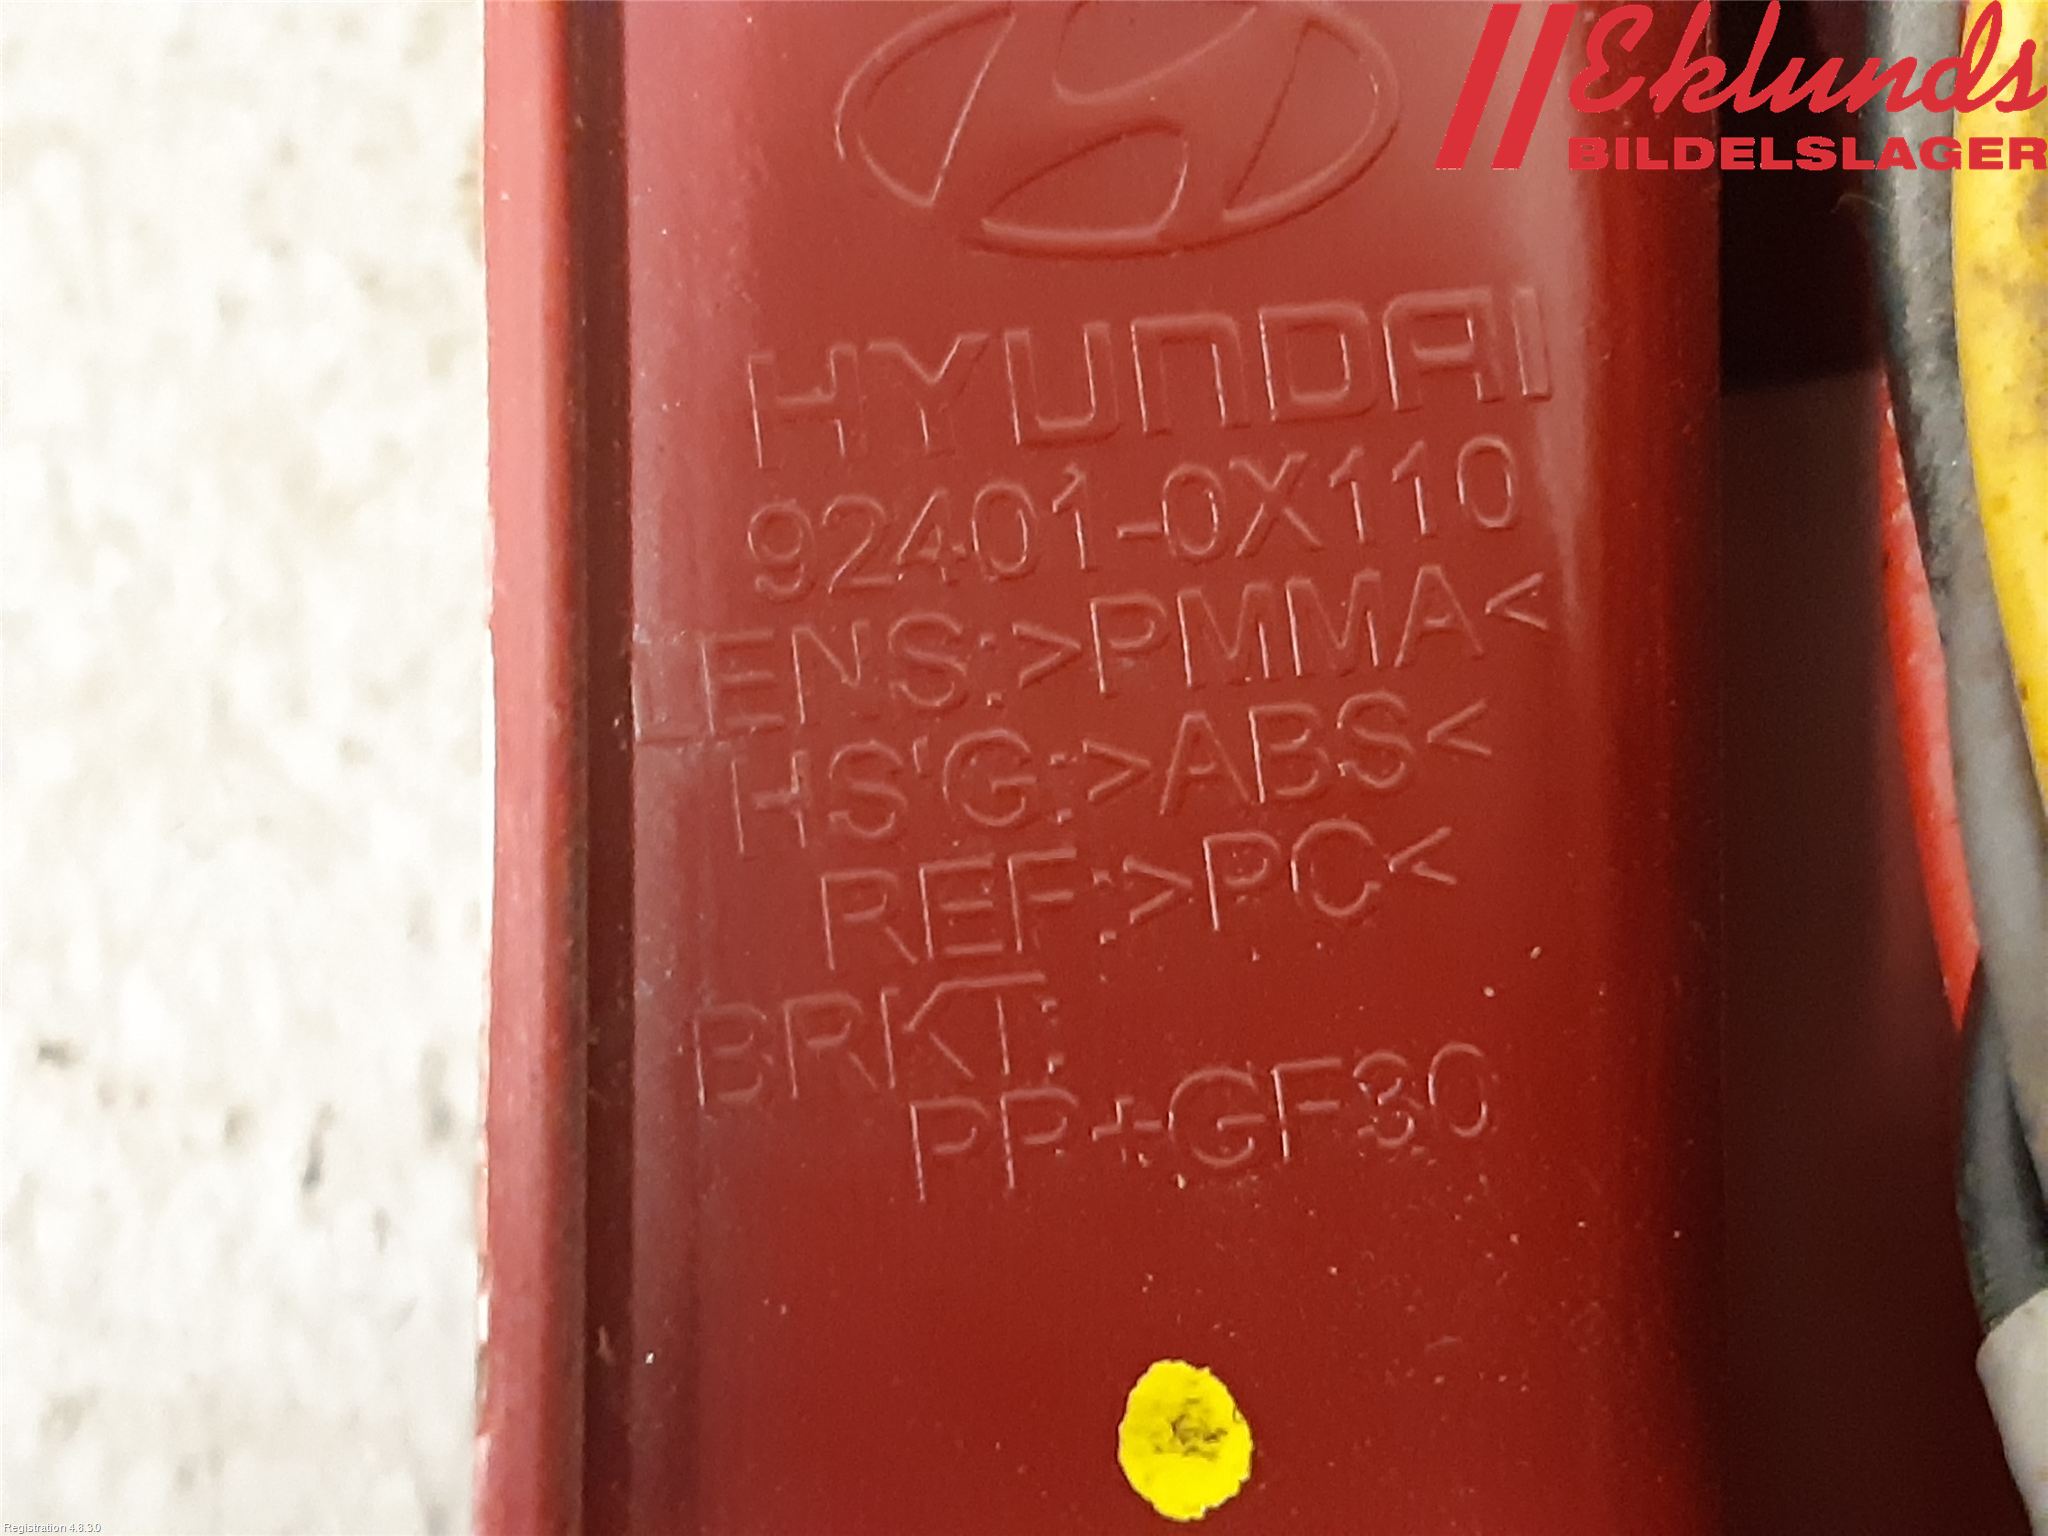 Eklunds
BILDELSLAGER
HYUNDAI
92401-0X110
LENS:>PMMA<
HS'G:>ABS<
REF:>PC<
BRKT:
PP+GF30
Registration 4.8.3.0